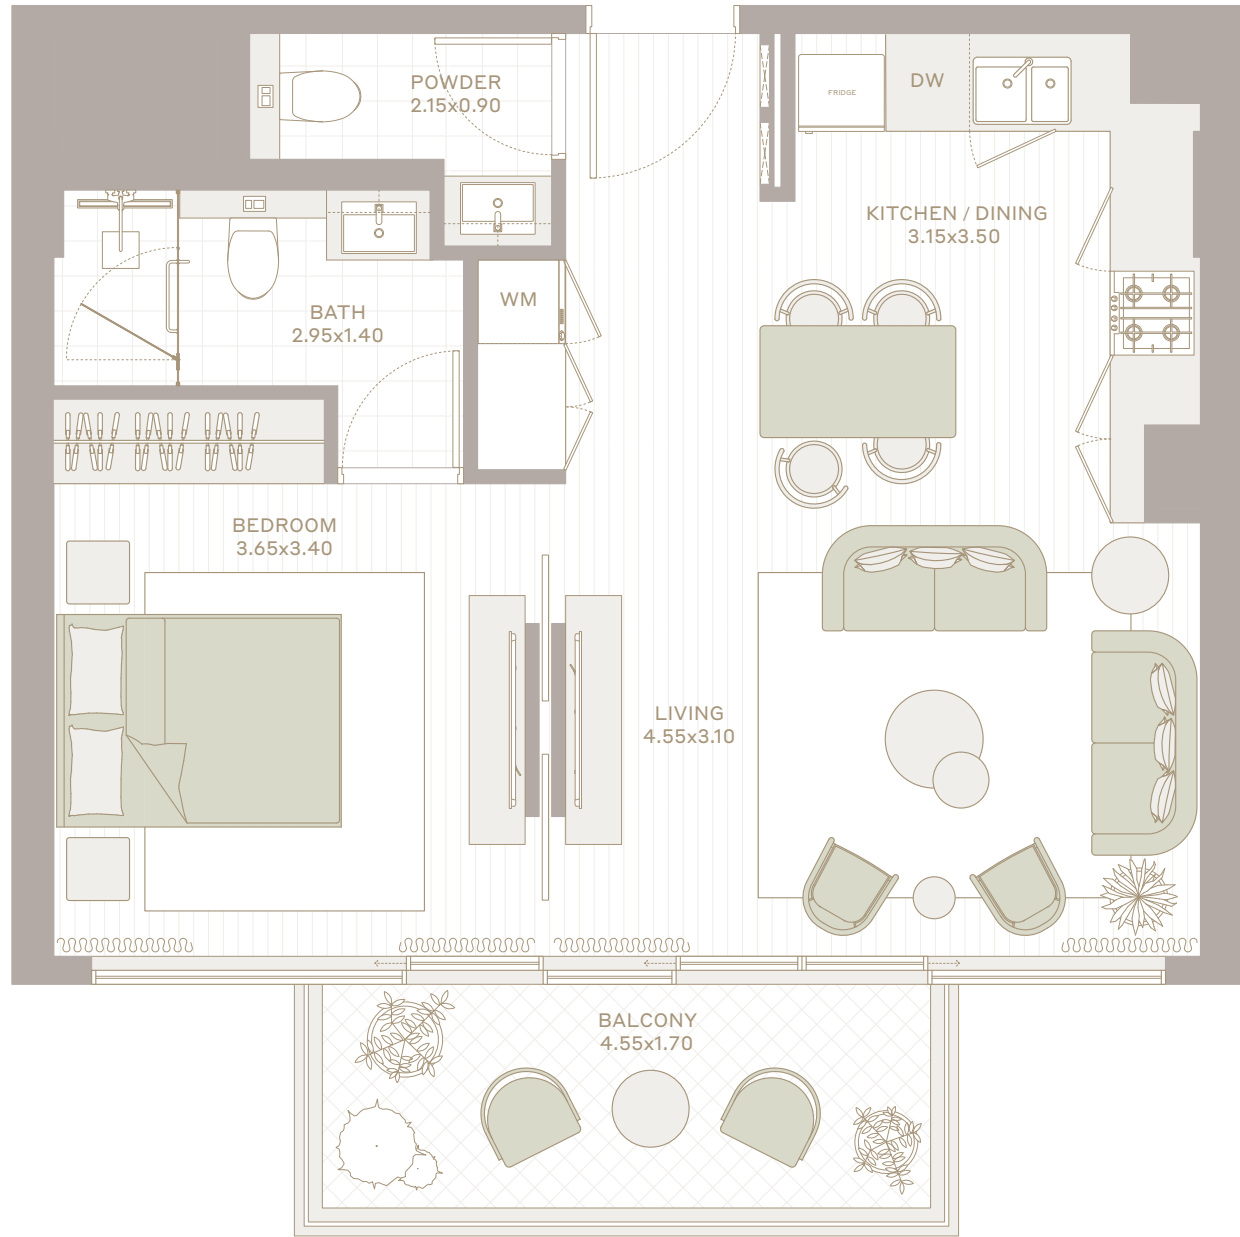 POWDER
2.15x0.90
FRIDGE
DW
KITCHEN / DINING
3.15x3.50
WM
BATH
2.95x1.40
BEDROOM
3.65x3.40
LIVING
4.55x3.10
BALCONY
4.55x1.70